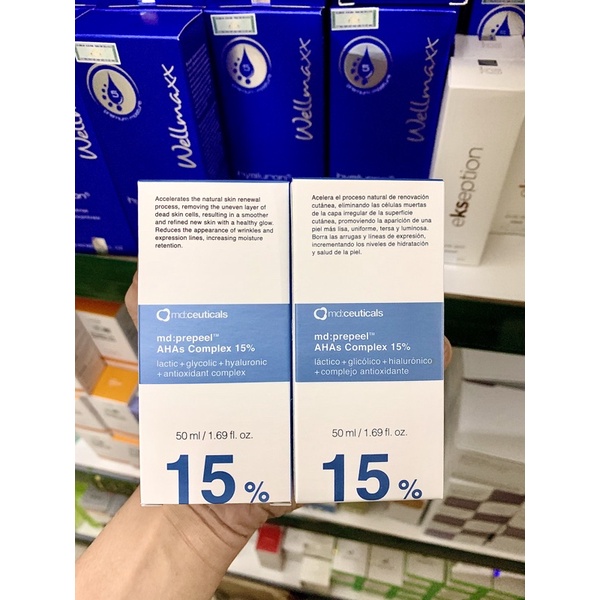 Wellmaxx
hyaluron⁵
Wellmaxx
hyaluron⁵
Wellmaxx
ekseption
Accelerates the natural skin renewal
process, removing the uneven layer of
dead skin cells, resulting in a smoother
and refined new skin with a healthy glow.
Reduces the appearance of wrinkles and
expression lines, increasing moisture
retention.
md:ceuticals
md:prepeel™
AHAs Complex 15%
lactic + glycolic + hyaluronic
+ antioxidant complex
50 ml / 1.69 fl. oz.
15 %
Acelera el proceso natural de renovación
cutánea, eliminando las células muertas
de la capa irregular de la superficie
cutánea, promoviendo la aparición de una
piel más lisa, uniforme, tersa y luminosa.
Borra las arrugas y líneas de expresión,
incrementando los niveles de hidratación
y salud de la piel.
md:ceuticals
md:prepeel™
AHAs Complex 15%
láctico + glicólico + hialurónico
+ complejo antioxidante
50 ml / 1.69 fl. oz.
15 %